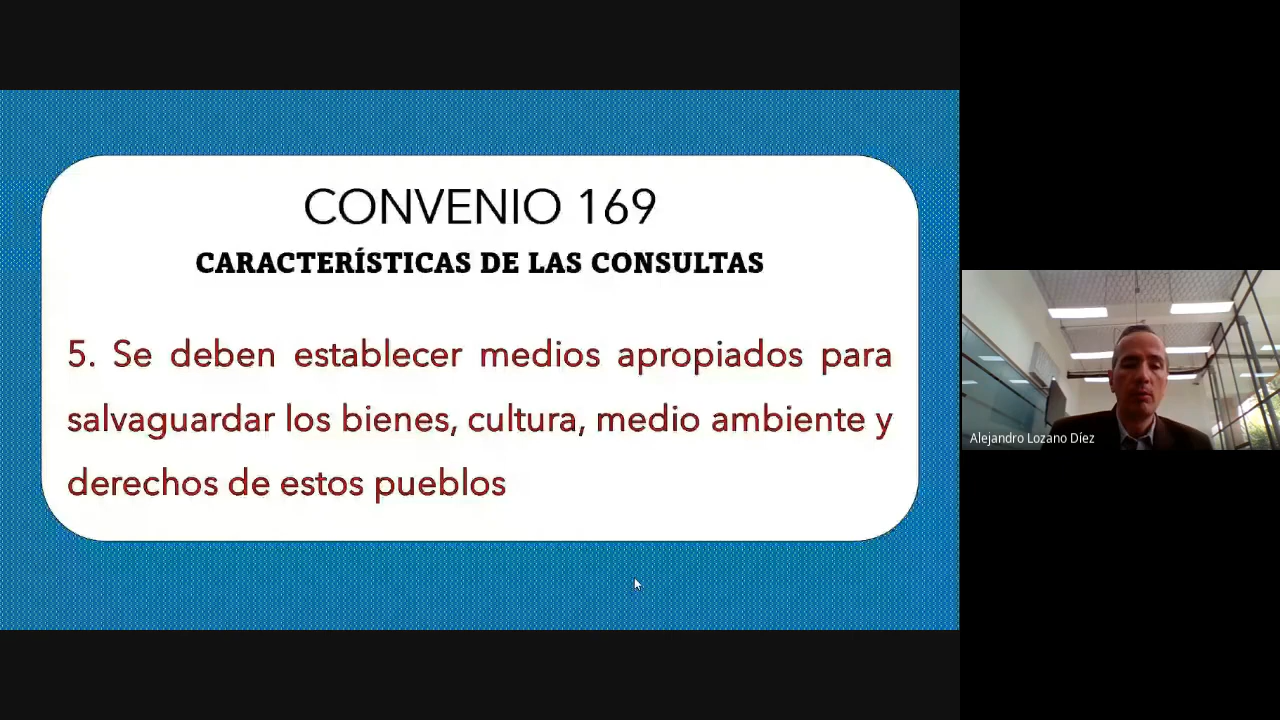 CONVENIO 169
CARACTERÍSTICAS DE LAS CONSULTAS
5. Se deben establecer medios apropiados para
salvaguardar los bienes, cultura, medio ambiente y
derechos de estos pueblos
Alejandro Lozano Díez